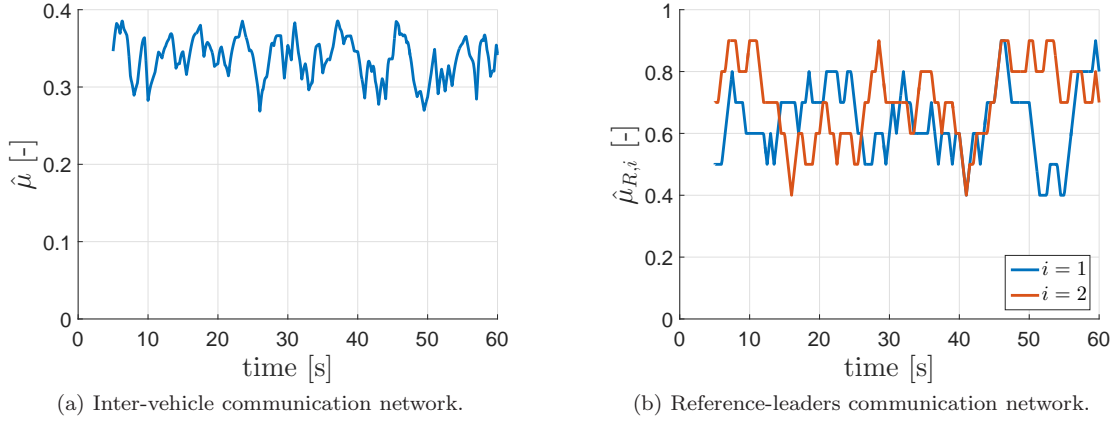 0.4
0.3
0.2
0.1
0
μ̂ [-]
0 10 20 30 40 50 60
time [s]
(a) Inter-vehicle communication network.
1
0.8
0.6
0.4
0.2
0
μ̂R,i [-]
i = 1
i = 2
0 10 20 30 40 50 60
time [s]
(b) Reference-leaders communication network.